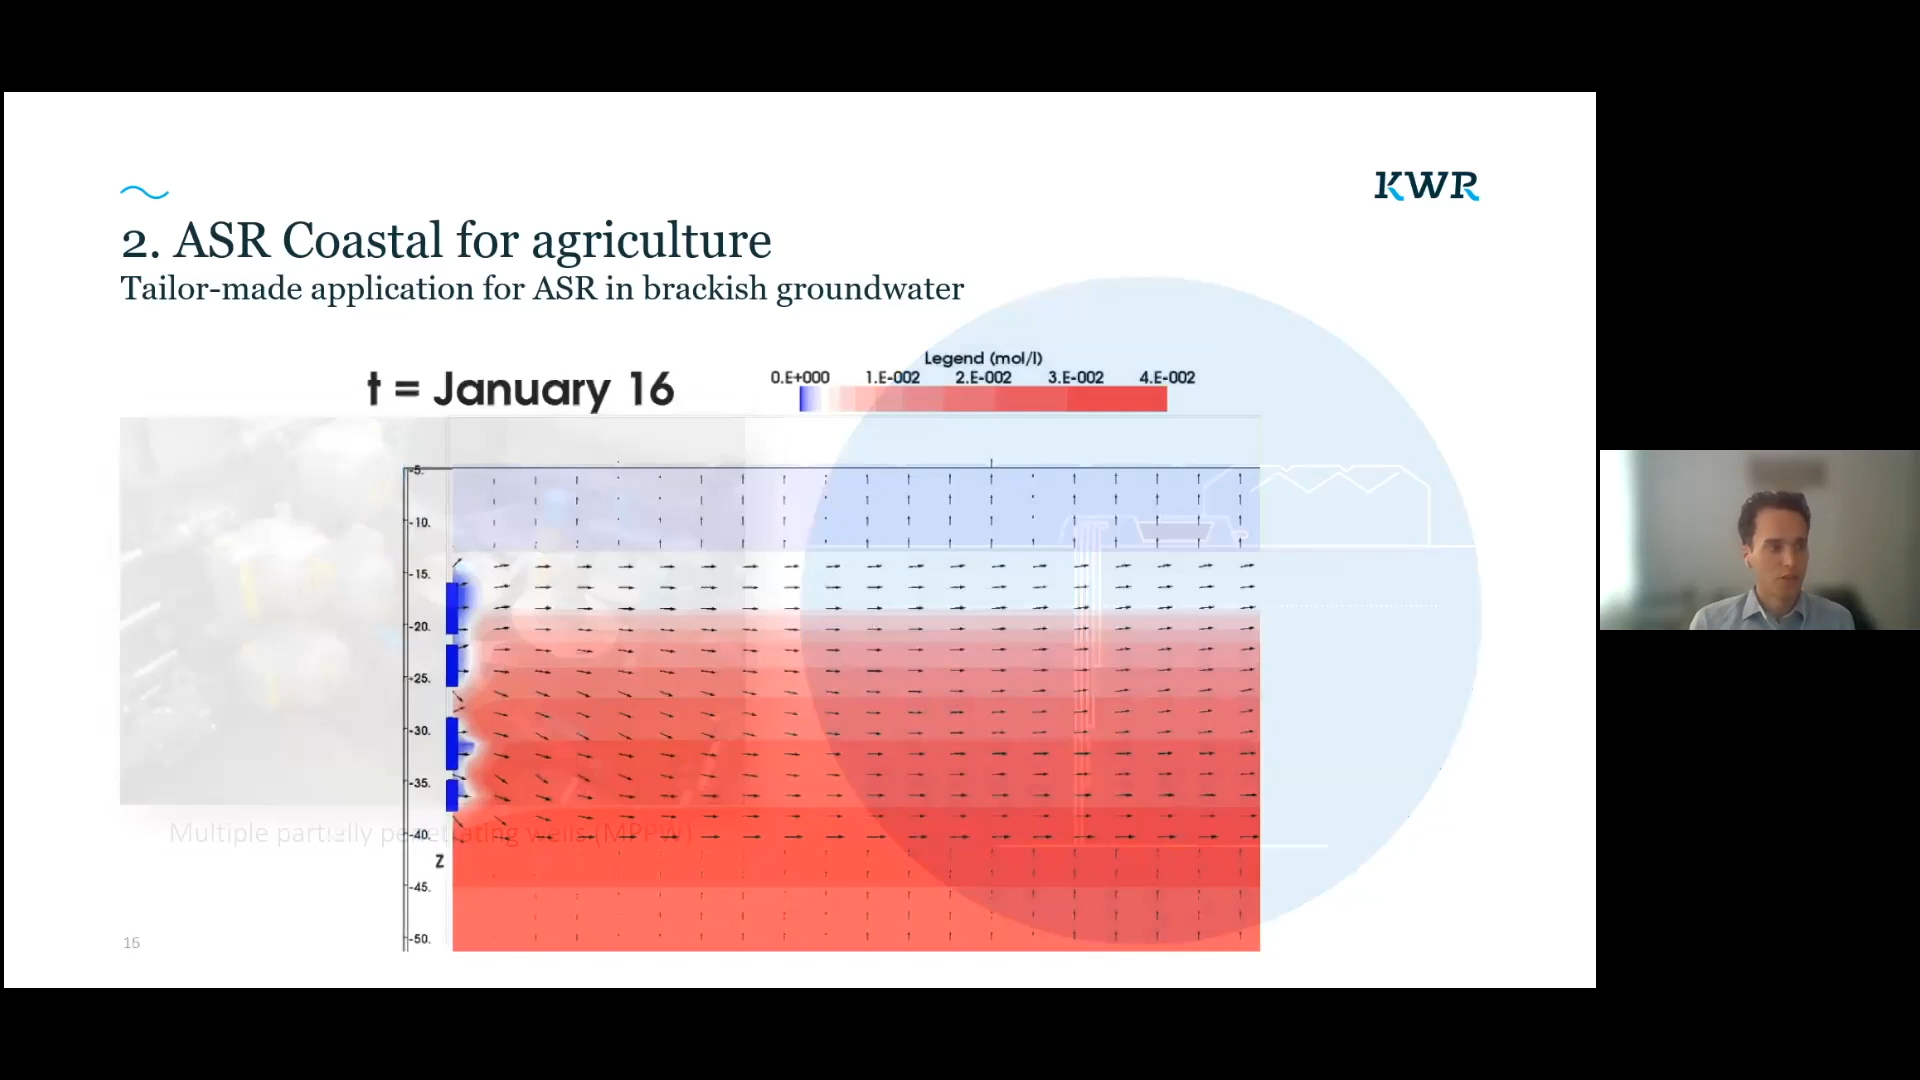 KWR
2. ASR Coastal for agriculture
Tailor-made application for ASR in brackish groundwater
t = January 16
Legend (mol/l)
0.E+000 1.E-002 2.E-002 3.E-002 4.E-002
-5.
-10.
-15.
-20.
-25.
-30.
-35.
-40.
Multiple partially penetrating wells (MPPW)
Z
-45.
-50.
15